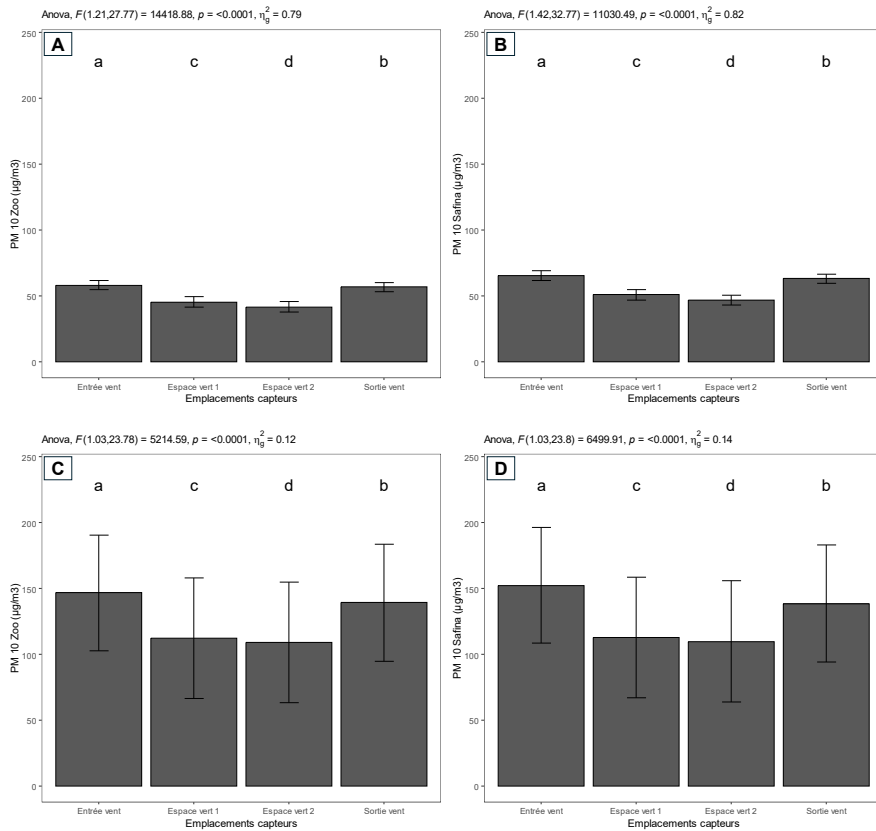 Anova, F(1.21,27.77) = 14418.88, p = <0.0001, η²g = 0.79
A
a c d b
250
200
150
100
50
0
PM 10 Zoo (µg/m3)
Entrée vent Espace vert 1 Espace vert 2 Sortie vent
Emplacements capteurs
Anova, F(1.42,32.77) = 11030.49, p = <0.0001, η²g = 0.82
B
a c d b
250
200
150
100
50
0
PM 10 Safina (µg/m3)
Entrée vent Espace vert 1 Espace vert 2 Sortie vent
Emplacements capteurs
Anova, F(1.03,23.78) = 5214.59, p = <0.0001, η²g = 0.12
C
a c d b
250
200
150
100
50
0
PM 10 Zoo (µg/m3)
Entrée vent Espace vert 1 Espace vert 2 Sortie vent
Emplacements capteurs
Anova, F(1.03,23.8) = 6499.91, p = <0.0001, η²g = 0.14
D
a c d b
250
200
150
100
50
0
PM 10 Safina (µg/m3)
Entrée vent Espace vert 1 Espace vert 2 Sortie vent
Emplacements capteurs